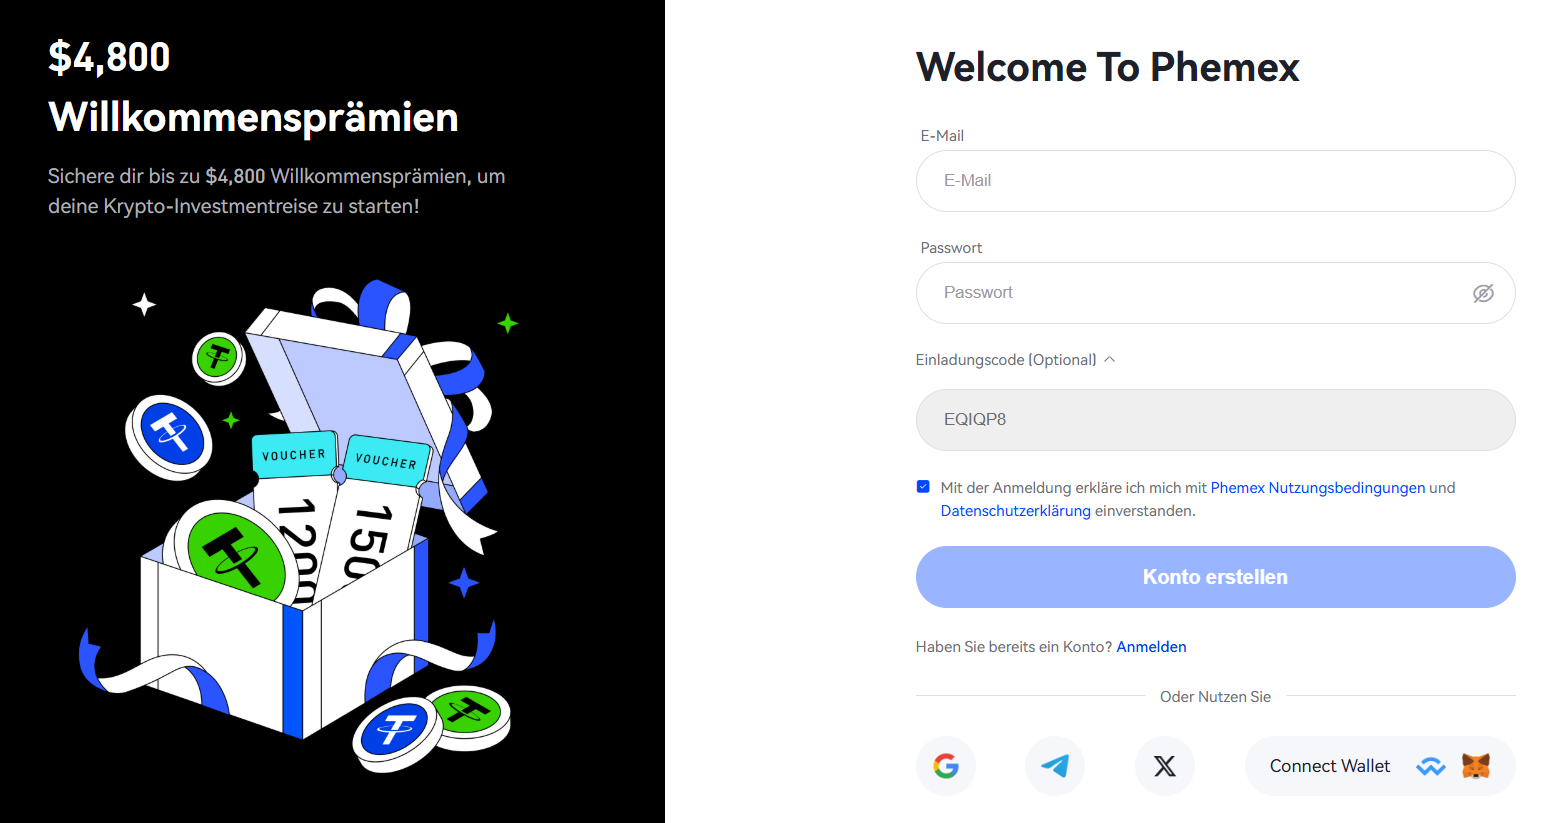 $4,800
Willkommensprämien
Sichere dir bis zu $4,800 Willkommensprämien, um
deine Krypto-Investmentreise zu starten!
VOUCHER
VOUCHER
1200
150
Welcome To Phemex
E-Mail
E-Mail
Passwort
Passwort
Einladungscode (Optional)
EQIQP8
Mit der Anmeldung erkläre ich mich mit Phemex Nutzungsbedingungen und
Datenschutzerklärung einverstanden.
Konto erstellen
Haben Sie bereits ein Konto? Anmelden
Oder Nutzen Sie
Connect Wallet